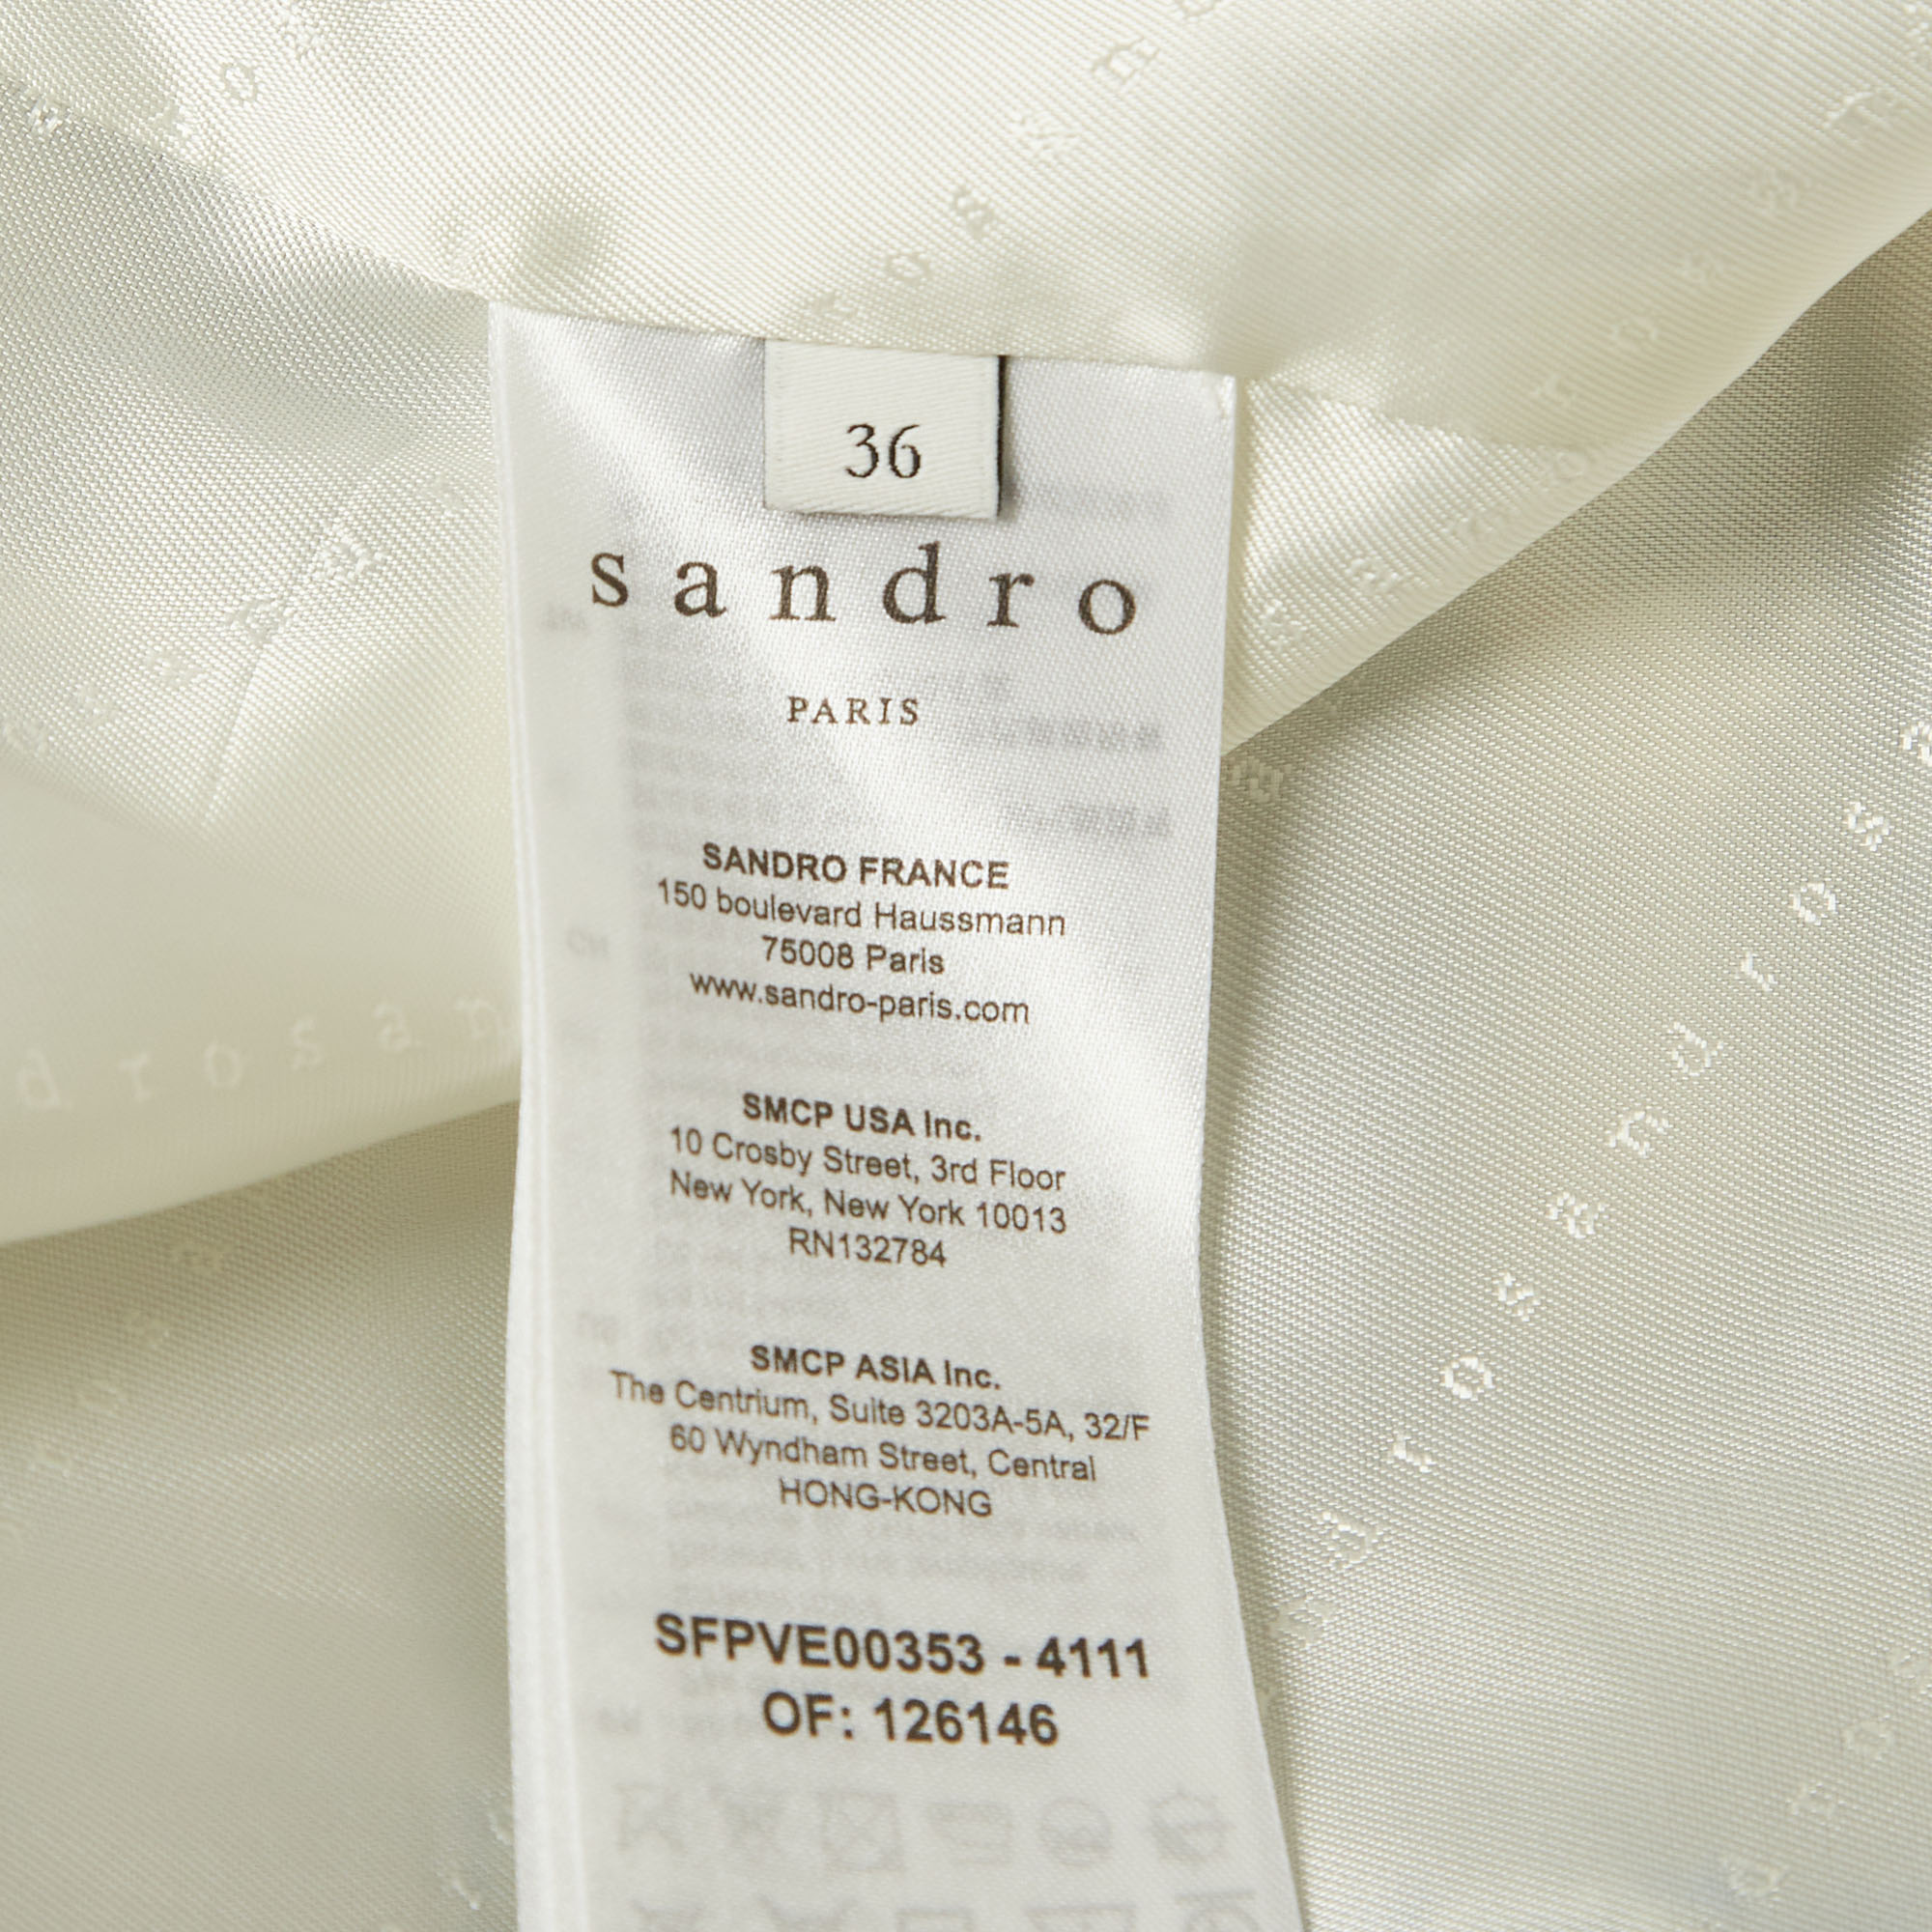 36
sandro
PARIS
SANDRO FRANCE
150 boulevard Haussmann
75008 Paris
www.sandro-paris.com
SMCP USA Inc.
10 Crosby Street, 3rd Floor
New York, New York 10013
RN132784
SMCP ASIA Inc.
The Centrium, Suite 3203A-5A, 32/F
60 Wyndham Street, Central
HONG-KONG
SFPVE00353 - 4111
OF: 126146
drosan
sandrosandro